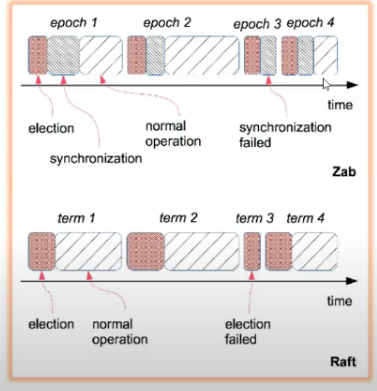 epoch 1
epoch 2
epoch 3
epoch 4
time
election
normal
operation
synchronization
failed
synchronization
Zab
term 1
term 2
term 3
term 4
time
election
normal
operation
election
failed
Raft